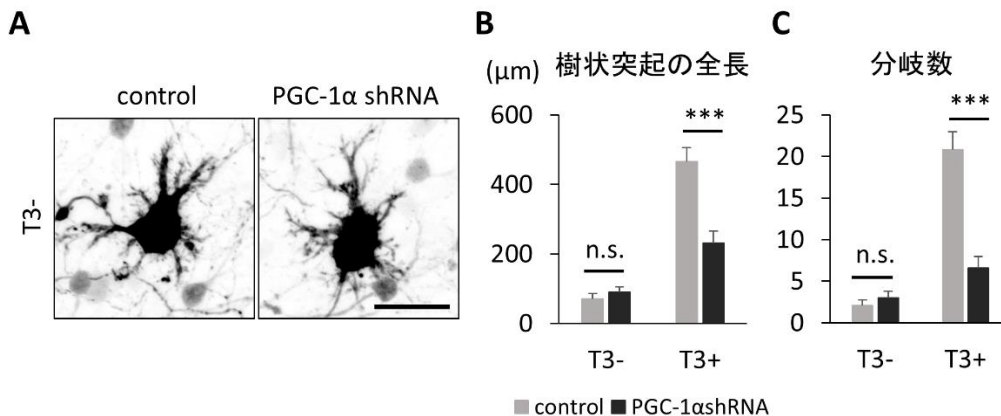 A
control
PGC-1α shRNA
T3-
B
(μm)
樹状突起の全長
600
400
200
0
n.s.
***
T3-
T3+
C
分岐数
25
20
15
10
5
0
n.s.
***
T3-
T3+
control
PGC-1αshRNA